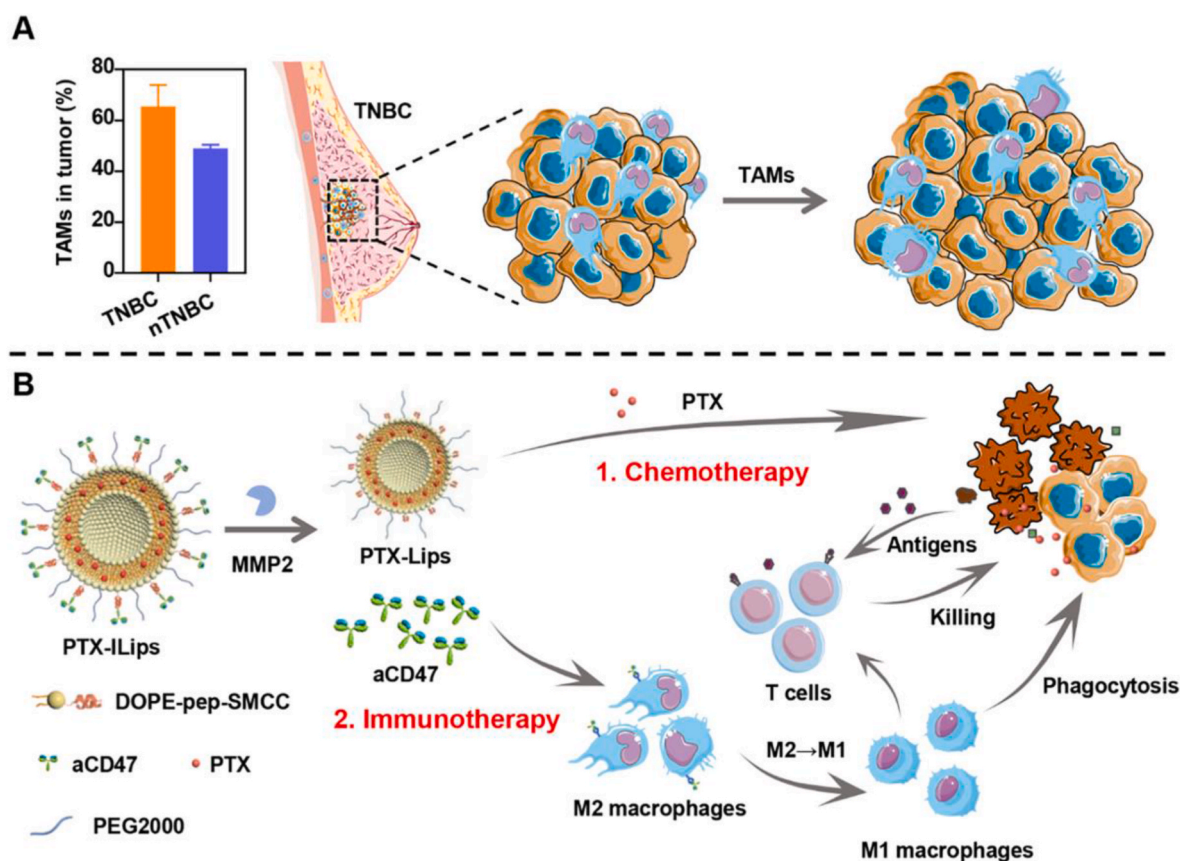 A
TAMs in tumor (%)
80
60
40
20
0
TNBC
nTNBC
TNBC
TAMs
B
PTX-ILips
MMP2
PTX-Lips
PTX
1. Chemotherapy
aCD47
2. Immunotherapy
Antigens
Killing
T cells
Phagocytosis
M2 macrophages
M2→M1
M1 macrophages
DOPE-pep-SMCC
aCD47
PTX
PEG2000